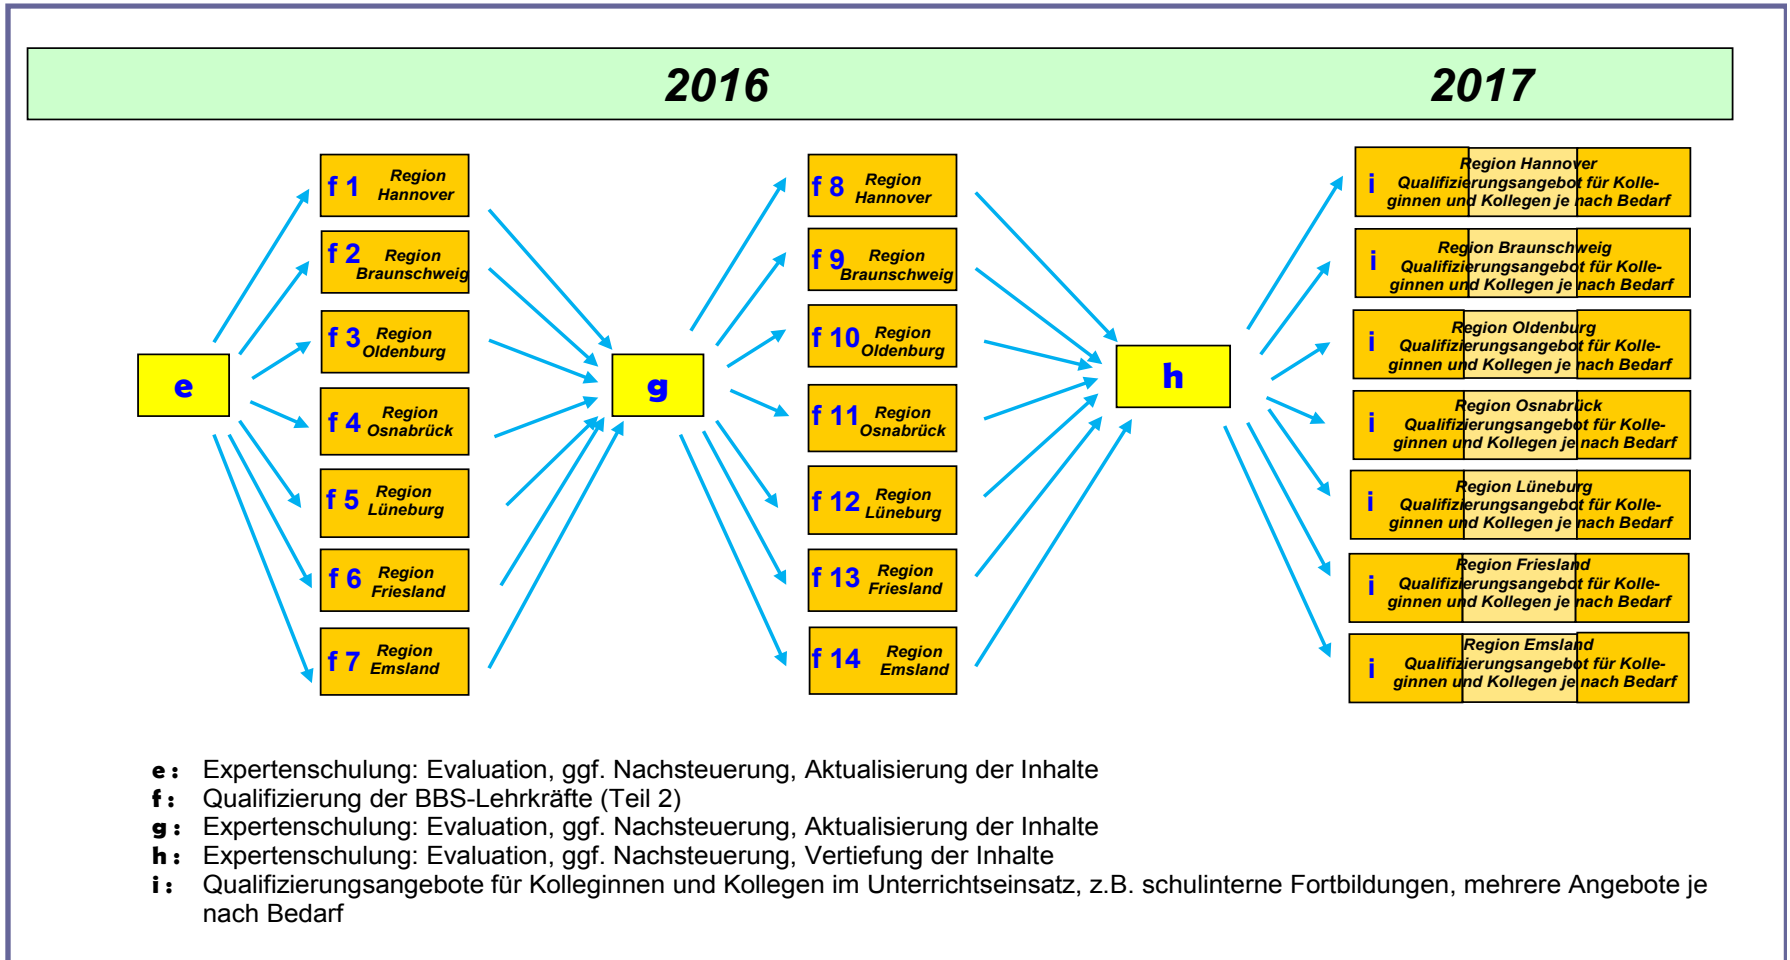 2016 2017
f 1 Region
Hannover
f 2 Region
Braunschweig
f 3 Region
Oldenburg
f 4 Region
Osnabrück
f 5 Region
Lüneburg
f 6 Region
Friesland
f 7 Region
Emsland
e
g
f 8 Region
Hannover
f 9 Region
Braunschweig
f 10 Region
Oldenburg
f 11 Region
Osnabrück
f 12 Region
Lüneburg
f 13 Region
Friesland
f 14 Region
Emsland
h
Region Hannover
i Qualifizierungsangebot für Kolle-
ginnen und Kollegen je nach Bedarf
Region Braunschweig
i Qualifizierungsangebot für Kolle-
ginnen und Kollegen je nach Bedarf
Region Oldenburg
i Qualifizierungsangebot für Kolle-
ginnen und Kollegen je nach Bedarf
Region Osnabrück
i Qualifizierungsangebot für Kolle-
ginnen und Kollegen je nach Bedarf
Region Lüneburg
i Qualifizierungsangebot für Kolle-
ginnen und Kollegen je nach Bedarf
Region Friesland
i Qualifizierungsangebot für Kolle-
ginnen und Kollegen je nach Bedarf
Region Emsland
i Qualifizierungsangebot für Kolle-
ginnen und Kollegen je nach Bedarf
e: Expertenschulung: Evaluation, ggf. Nachsteuerung, Aktualisierung der Inhalte
f: Qualifizierung der BBS-Lehrkräfte (Teil 2)
g: Expertenschulung: Evaluation, ggf. Nachsteuerung, Aktualisierung der Inhalte
h: Expertenschulung: Evaluation, ggf. Nachsteuerung, Vertiefung der Inhalte
i: Qualifizierungsangebote für Kolleginnen und Kollegen im Unterrichtseinsatz, z.B. schulinterne Fortbildungen, mehrere Angebote je
nach Bedarf